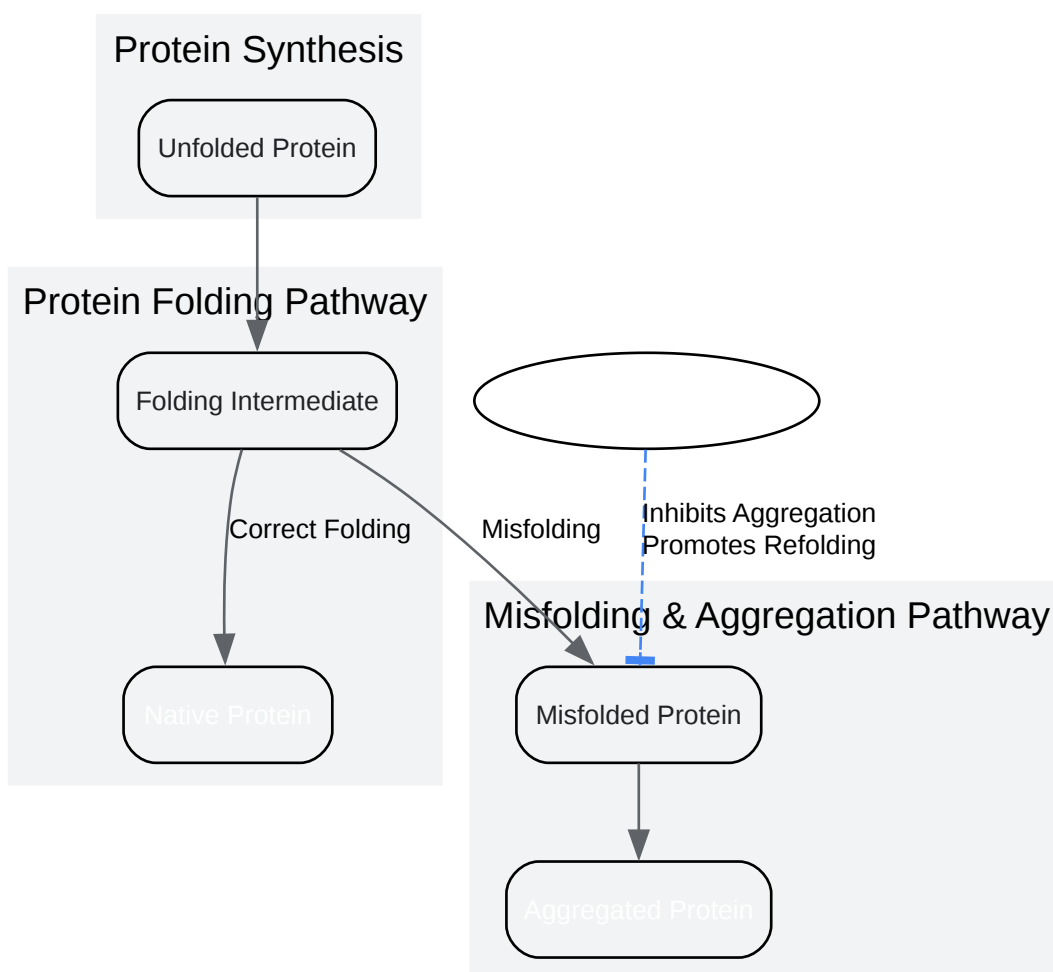 Protein Synthesis
Unfolded Protein
Protein Folding Pathway
Folding Intermediate
Correct Folding
Misfolding
Inhibits Aggregation
Promotes Refolding
Misfolding & Aggregation Pathway
Native Protein
Misfolded Protein
Aggregated Protein